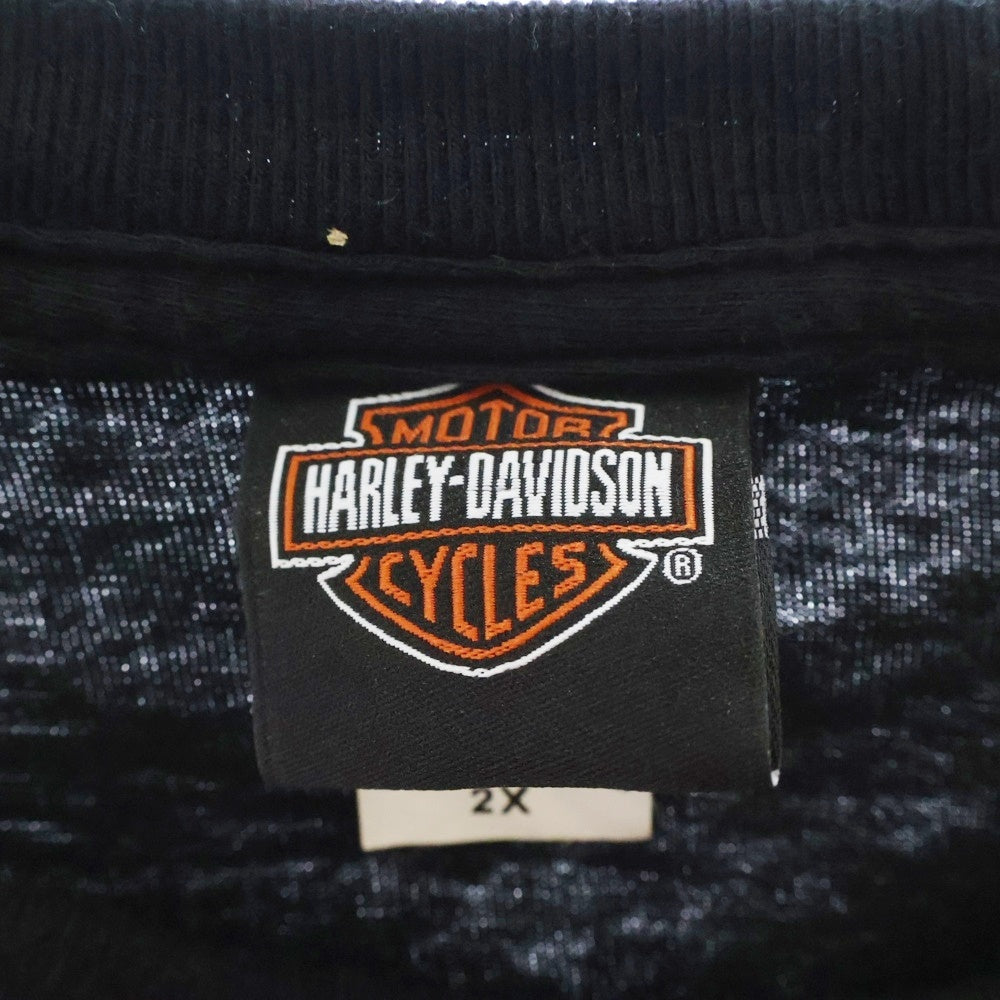 MOTOR
HARLEY-DAVIDSON
CYCLES
®
2X